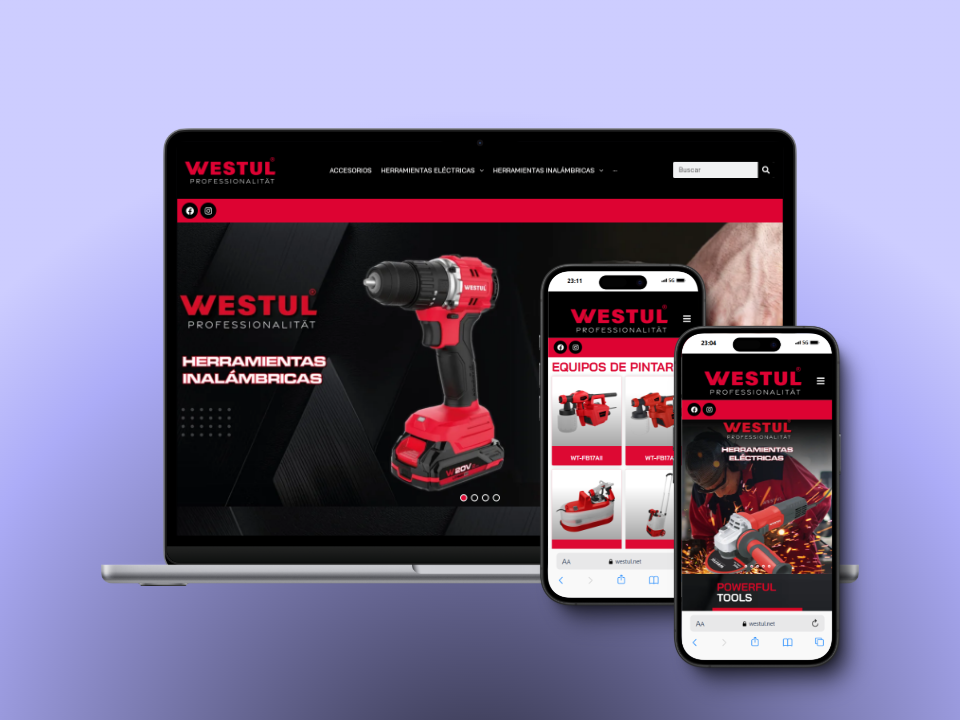 WESTUL®
PROFESSIONALITÄT
ACCESORIOS HERRAMIENTAS ELÉCTRICAS HERRAMIENTAS INALÁMBRICAS ...
Buscar
WESTUL®
PROFESSIONALITÄT
HERRAMIENTAS
INALÁMBRICAS
WESTUL
20V
23:11
5G
WESTUL®
PROFESSIONALITÄT
EQUIPOS DE PINTAR
WT-FB17AII
WT-FB17A
AA
westul.net
23:04
5G
WESTUL®
PROFESSIONALITÄT
WESTUL
PROFESSIONALITÄT
HERRAMIENTAS
ELÉCTRICAS
POWERFUL
TOOLS
AA
westul.net